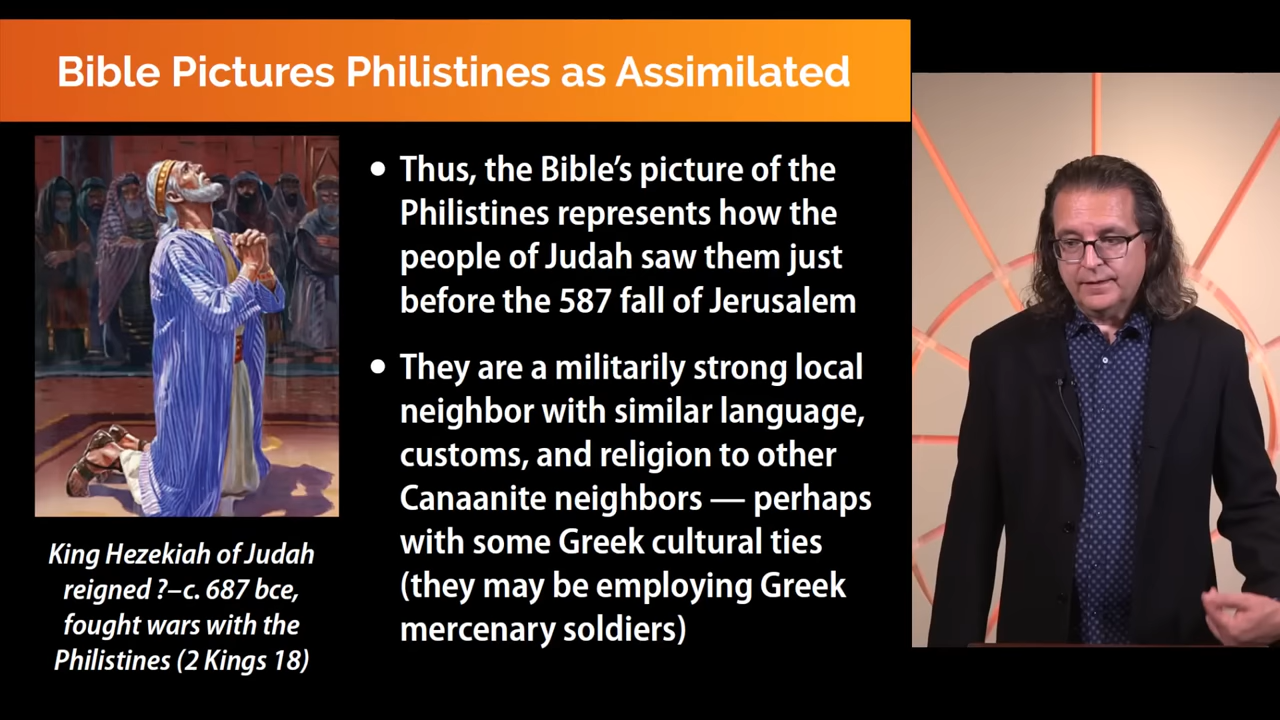 Bible Pictures Philistines as Assimilated
• Thus, the Bible’s picture of the
Philistines represents how the
people of Judah saw them just
before the 587 fall of Jerusalem
• They are a militarily strong local
neighbor with similar language,
customs, and religion to other
Canaanite neighbors — perhaps
with some Greek cultural ties
(they may be employing Greek
mercenary soldiers)
King Hezekiah of Judah
reigned ?–c. 687 bce,
fought wars with the
Philistines (2 Kings 18)